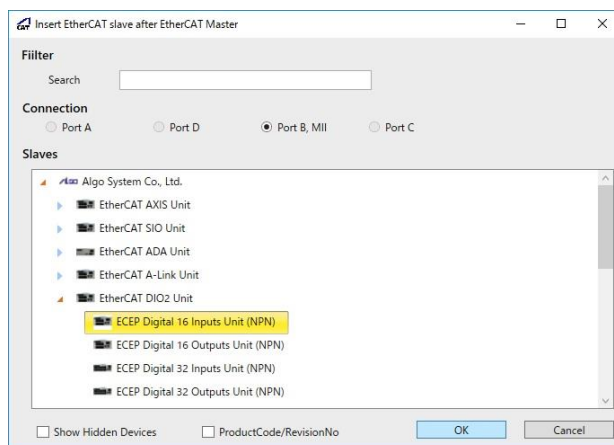 Insert EtherCAT slave after EtherCAT Master
Fiilter
Search
Connection
Port A Port D Port B, MII Port C
Slaves
Algo Algo System Co., Ltd.
EtherCAT AXIS Unit
EtherCAT SIO Unit
EtherCAT ADA Unit
EtherCAT A-Link Unit
EtherCAT DIO2 Unit
ECEP Digital 16 Inputs Unit (NPN)
ECEP Digital 16 Outputs Unit (NPN)
ECEP Digital 32 Inputs Unit (NPN)
ECEP Digital 32 Outputs Unit (NPN)
Show Hidden Devices ProductCode/RevisionNo OK Cancel